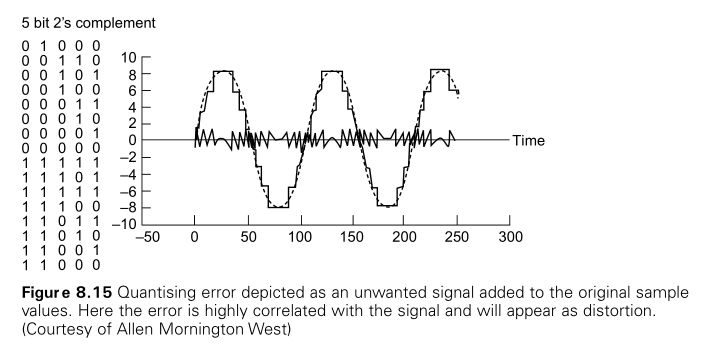 5 bit 2's complement
0 1 0 0 0
0 0 1 1 0
0 0 1 0 1
0 0 1 0 0
0 0 0 1 1
0 0 0 1 0
0 0 0 0 1
0 0 0 0 0
1 1 1 1 1
1 1 1 1 0
1 1 1 0 1
1 1 1 0 0
1 1 0 1 1
1 1 0 1 0
1 1 0 0 1
1 1 0 0 0
10
8
6
4
2
0
–2
–4
–6
–8
–10
Time
–50 0 50 100 150 200 250 300
Figure 8.15 Quantising error depicted as an unwanted signal added to the original sample
values. Here the error is highly correlated with the signal and will appear as distortion.
(Courtesy of Allen Mornington West)